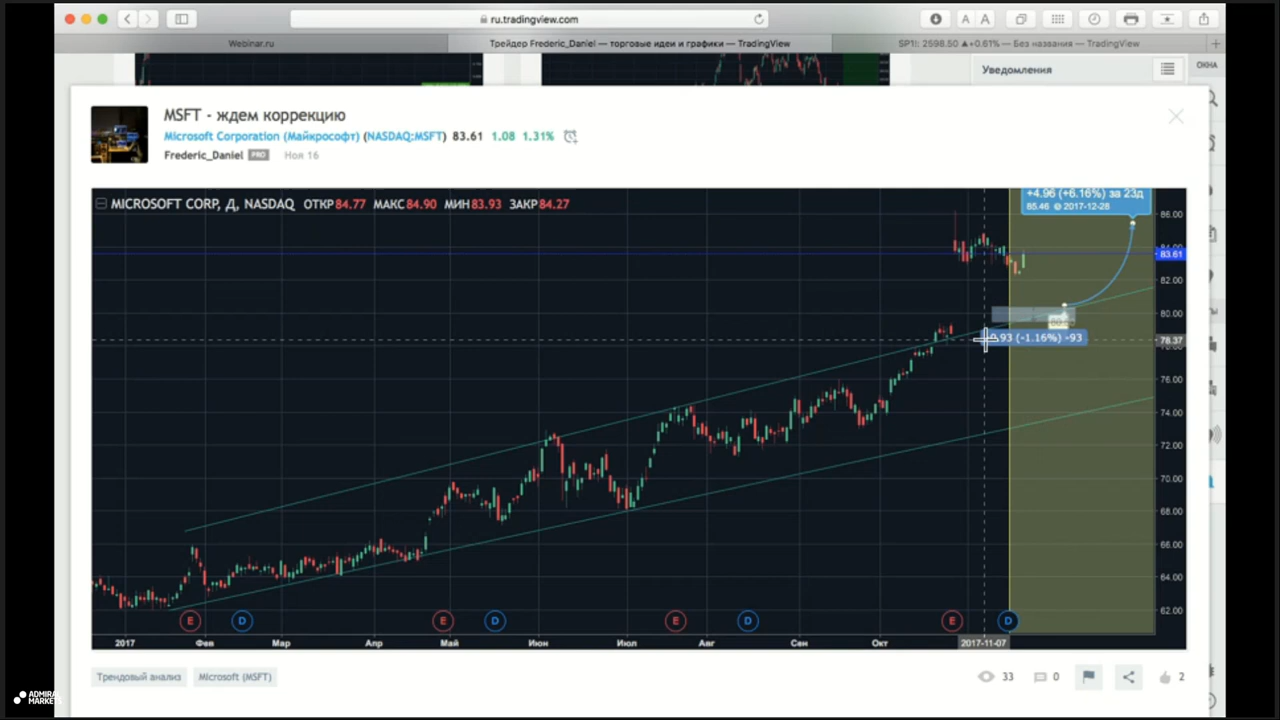 ru.tradingview.com
Webinar.ru
Трейдер Frederic_Daniel — торговые идеи и графики — TradingView
SP1!: 2598.50 ▲+0.61% — Без названия — TradingView
Уведомления
ОКНА
MSFT - ждем коррекцию
Microsoft Corporation (Майкрософт) (NASDAQ:MSFT) 83.61 1.08 1.31%
Frederic_Daniel PRO Ноя 16
MICROSOFT CORP, Д, NASDAQ ОТКР 84.77 МАКС 84.90 МИН 83.93 ЗАКР 84.27
+4.96 (+6.16%) за 23д
85.46 2017-12-28
86.00
84.00
83.61
82.00
80.00
0.93 (-1.16%) -93
78.37
76.00
74.00
72.00
70.00
68.00
66.00
64.00
62.00
E D E D E D E D
2017 Фев Мар Апр Май Июн Июл Авг Сен Окт 2017-11-07
Трендовый анализ Microsoft (MSFT)
33 0 2
ADMIRAL
MARKETS